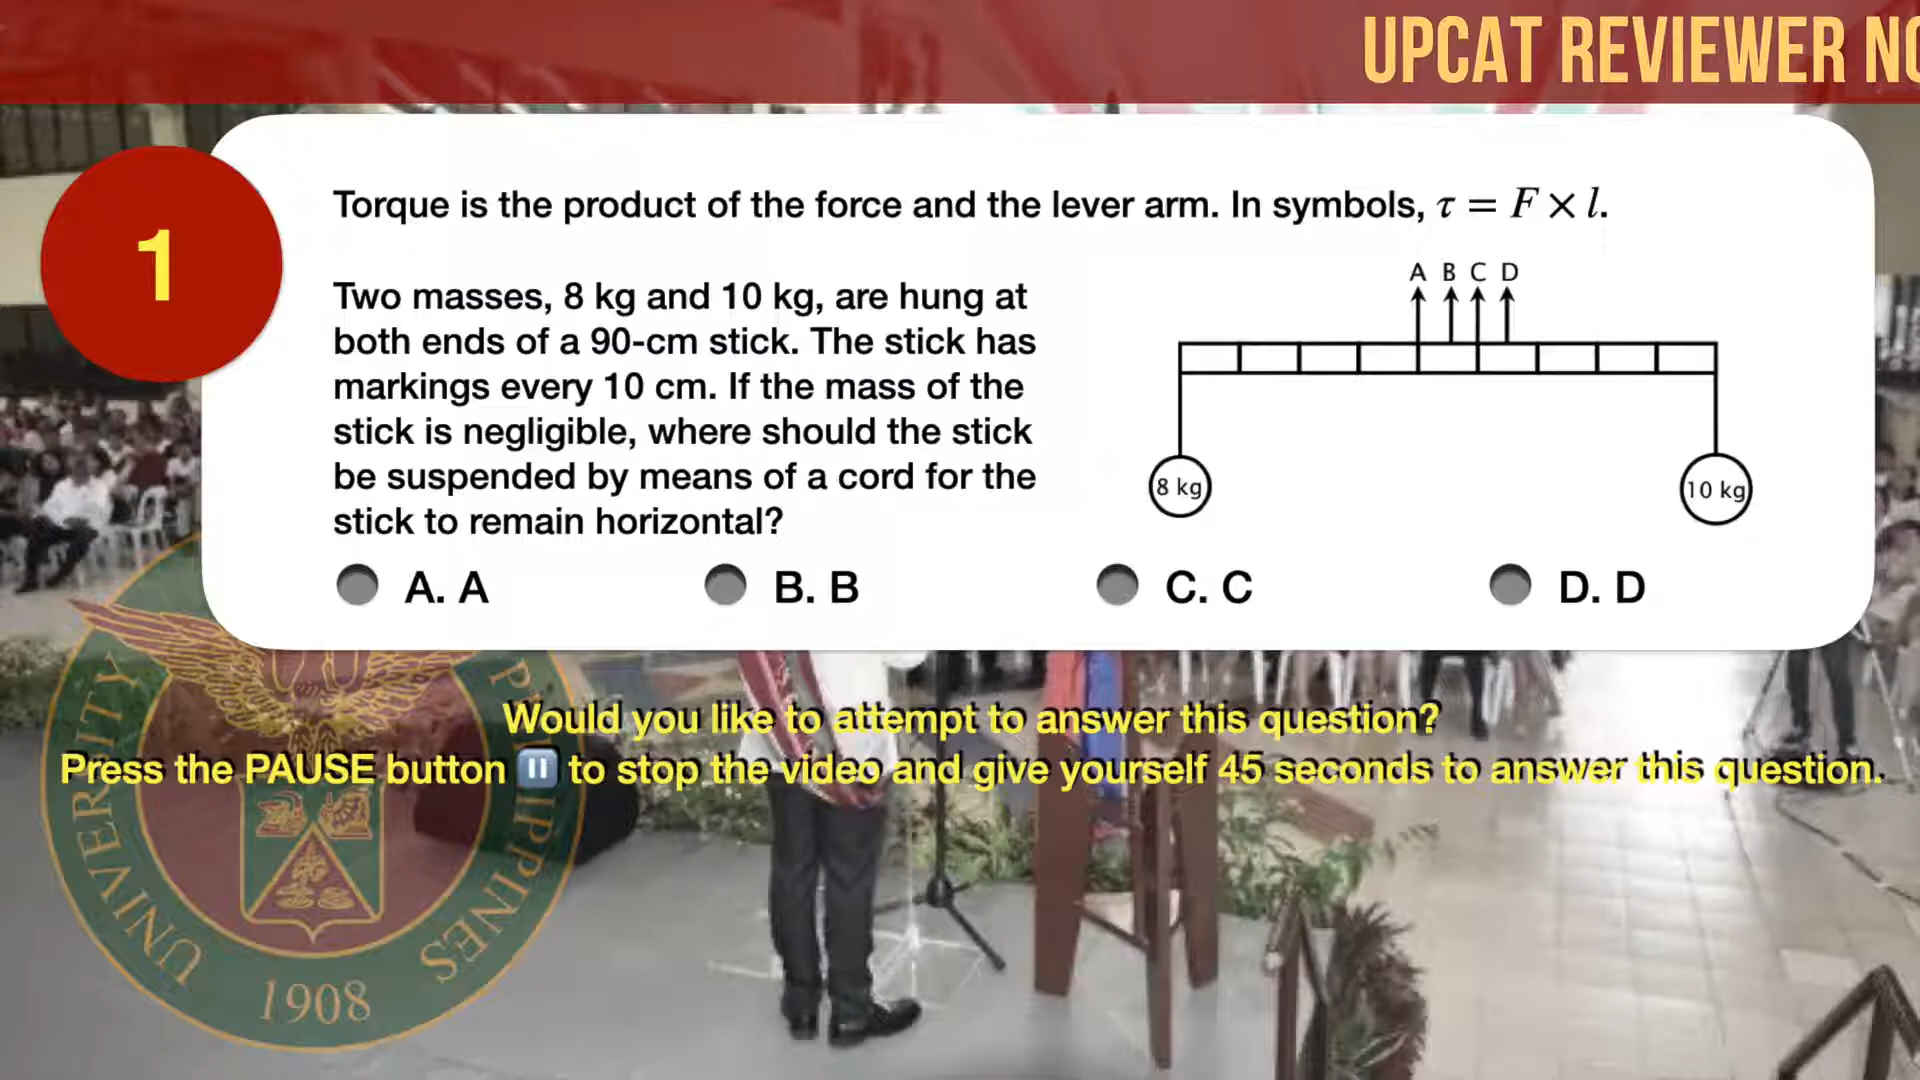 UPCAT REVIEWER NO
1
Torque is the product of the force and the lever arm. In symbols, τ = F × l.
Two masses, 8 kg and 10 kg, are hung at
both ends of a 90-cm stick. The stick has
markings every 10 cm. If the mass of the
stick is negligible, where should the stick
be suspended by means of a cord for the
stick to remain horizontal?
A B C D
8 kg
10 kg
A. A
B. B
C. C
D. D
Would you like to attempt to answer this question?
Press the PAUSE button ⏸ to stop the video and give yourself 45 seconds to answer this question.
UNIVERSITY
PHILIPPINES
1908